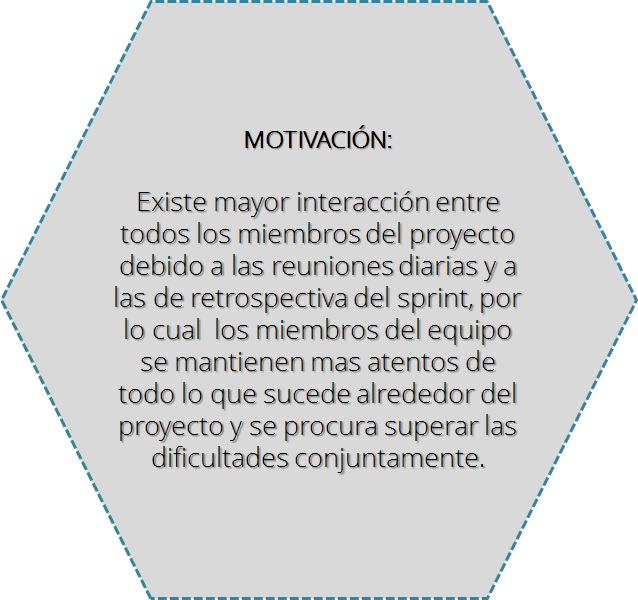 MOTIVACIÓN:
Existe mayor interacción entre
todos los miembros del proyecto
debido a las reuniones diarias y a
las de retrospectiva del sprint, por
lo cual  los miembros del equipo
se mantienen mas atentos de
todo lo que sucede alrededor del
proyecto y se procura superar las
dificultades conjuntamente.